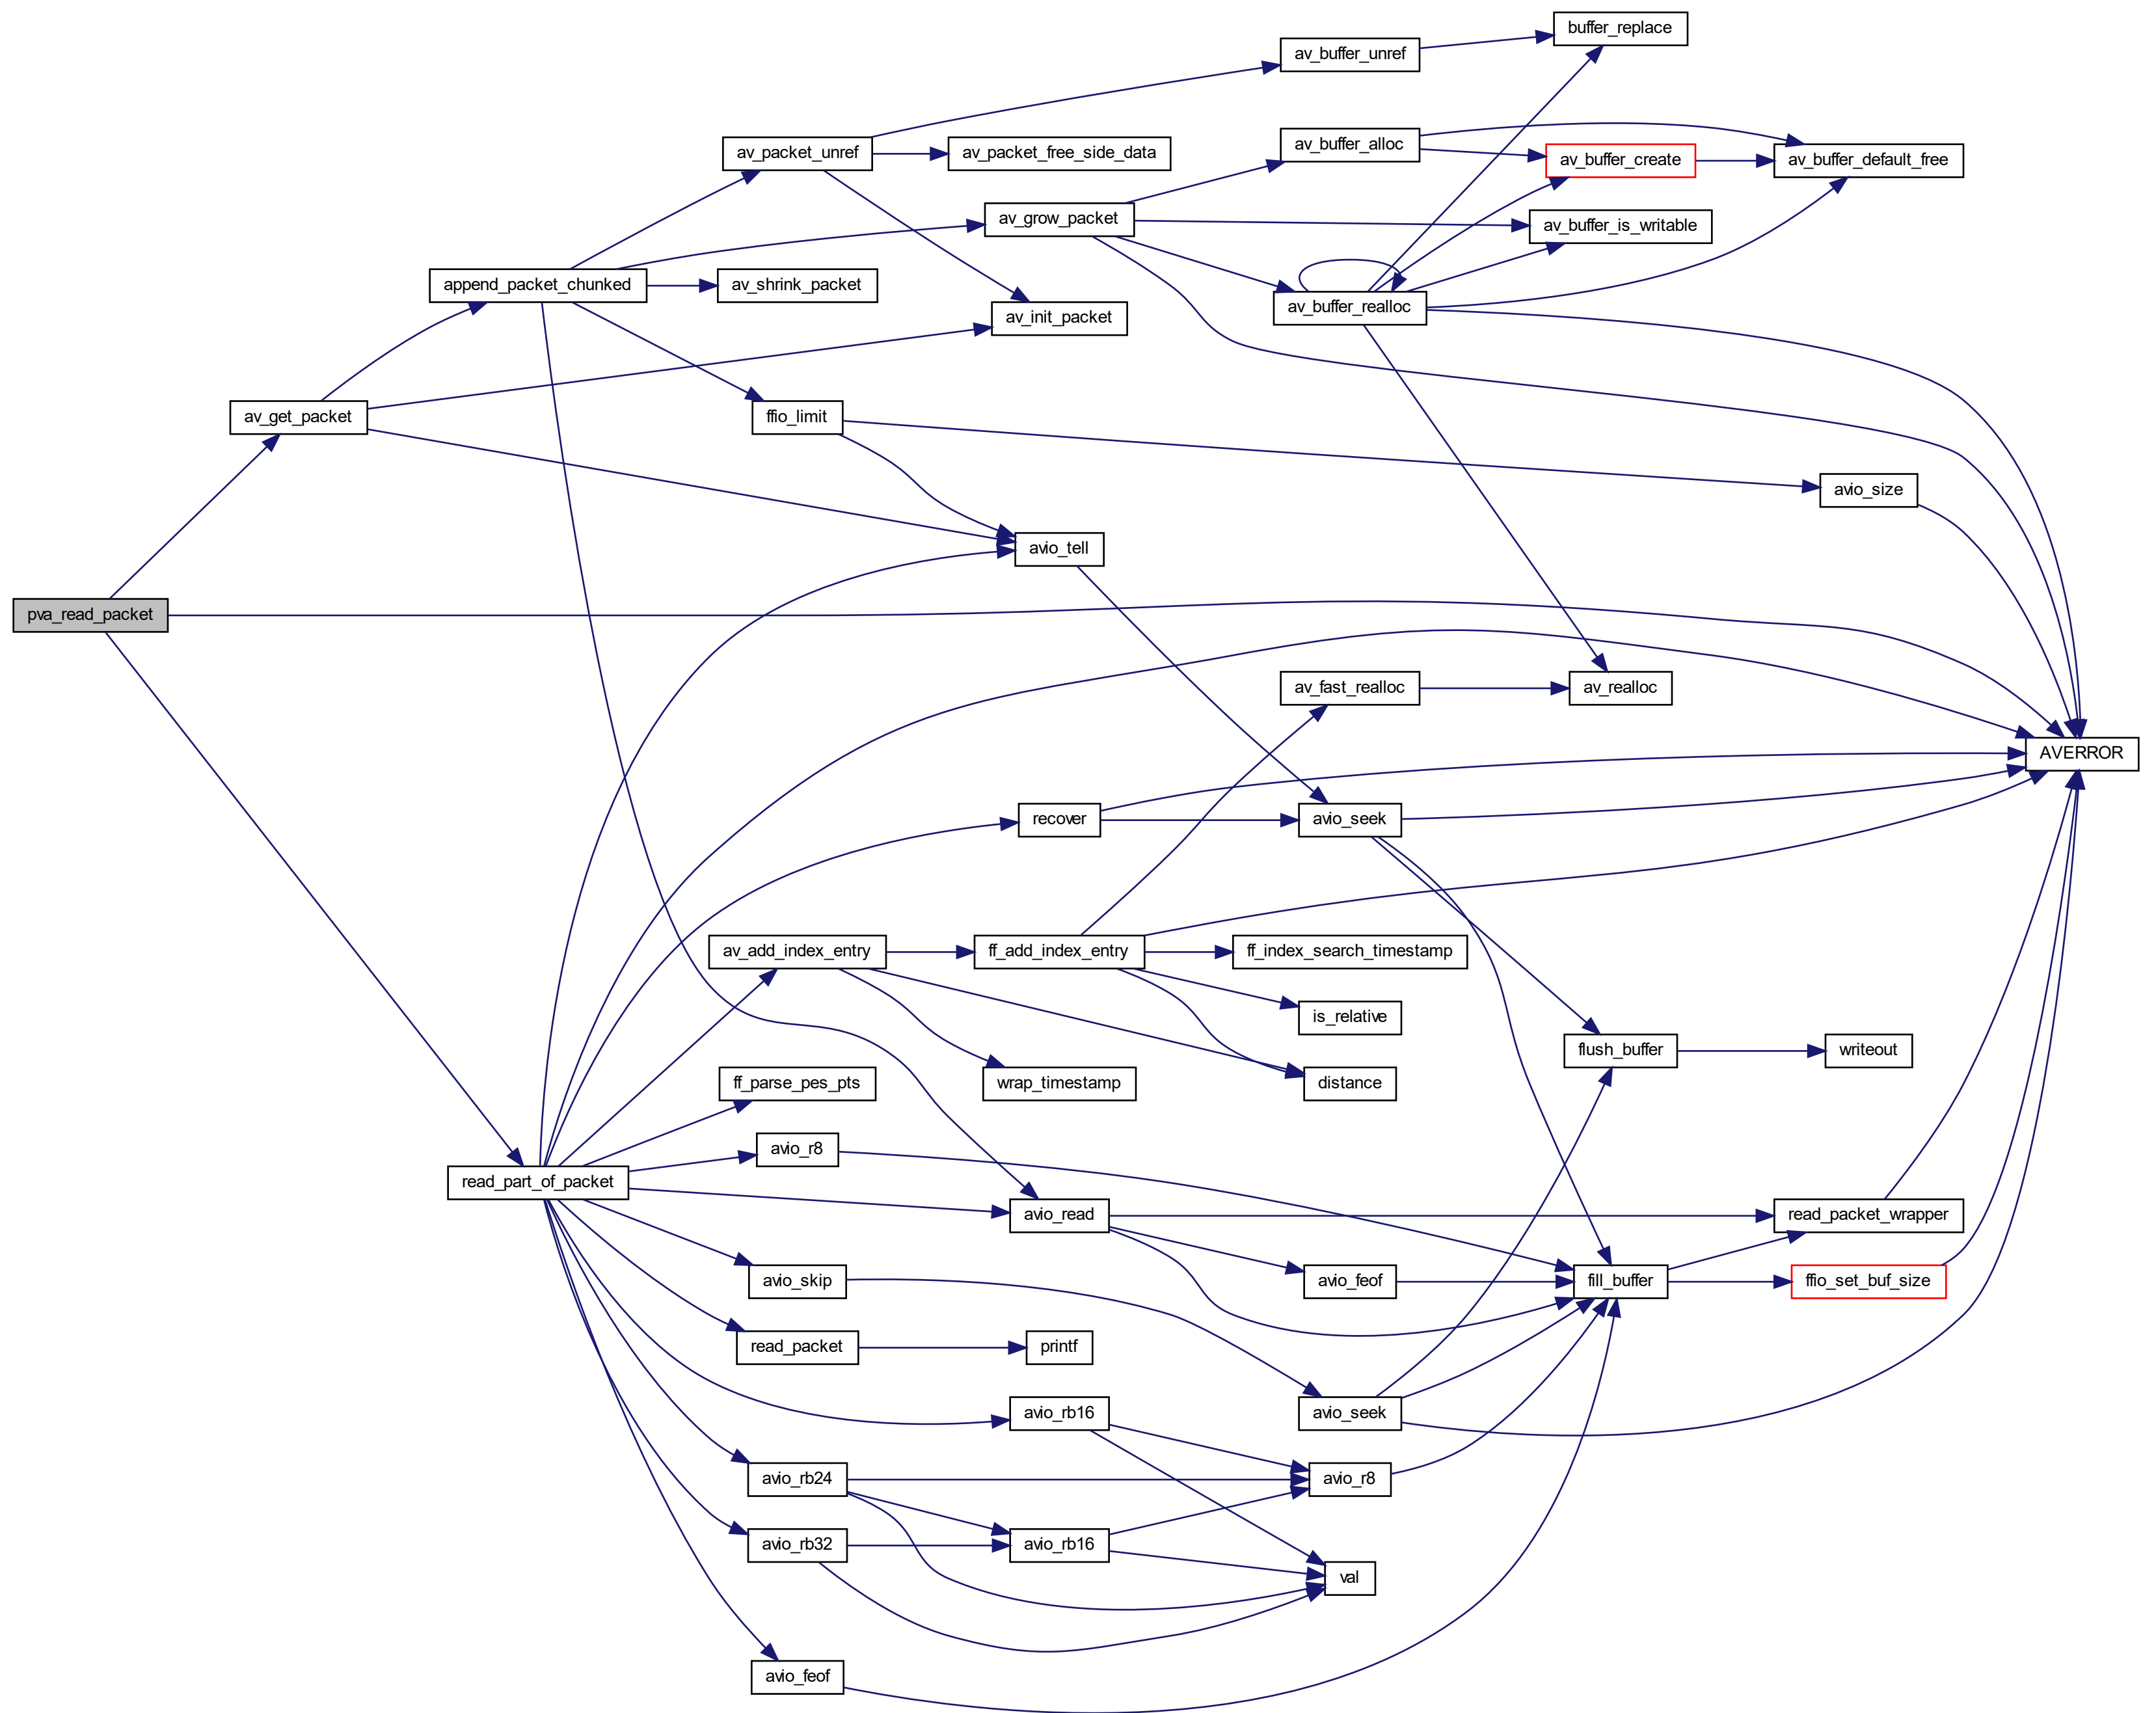 buffer_replace
av_buffer_unref
av_buffer_alloc
av_packet_unref
av_packet_free_side_data
av_buffer_create
av_buffer_default_free
av_grow_packet
av_buffer_is_writable
append_packet_chunked
av_shrink_packet
av_init_packet
av_buffer_realloc
av_get_packet
ffio_limit
avio_size
avio_tell
pva_read_packet
av_fast_realloc
av_realloc
AVERROR
recover
avio_seek
av_add_index_entry
ff_add_index_entry
ff_index_search_timestamp
is_relative
flush_buffer
writeout
ff_parse_pes_pts
wrap_timestamp
distance
avio_r8
read_part_of_packet
avio_read
read_packet_wrapper
avio_skip
avio_feof
fill_buffer
ffio_set_buf_size
read_packet
printf
avio_rb16
avio_seek
avio_rb24
avio_r8
avio_rb32
avio_rb16
val
avio_feof